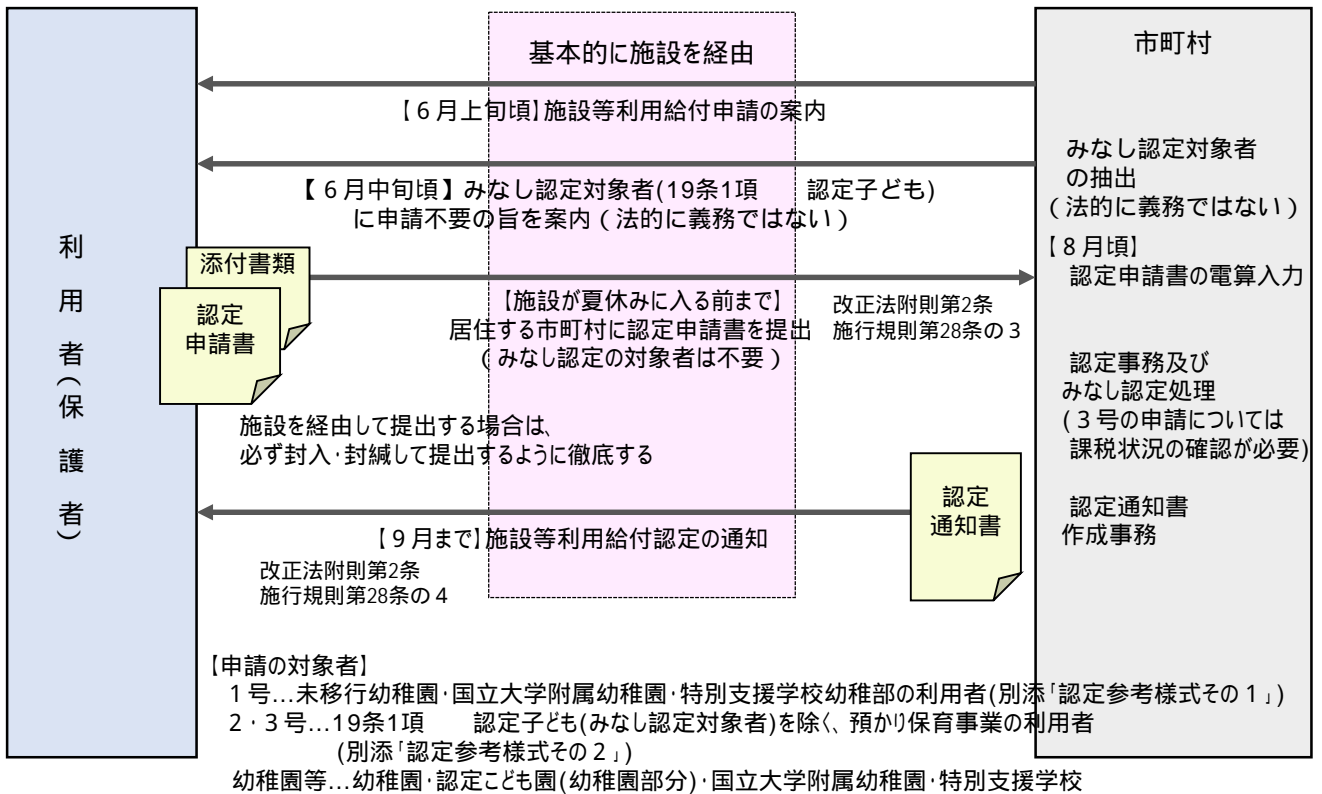 利用者(保護者)
基本的に施設を経由
市町村
【6月上旬頃】施設等利用給付申請の案内
みなし認定対象者
の抽出
(法的に義務ではない)
【6月中旬頃】みなし認定対象者(19条1項　　認定子ども)
に申請不要の旨を案内(法的に義務ではない)
【8月頃】
認定申請書の電算入力
添付書類
認定
申請書
【施設が夏休みに入る前まで】
居住する市町村に認定申請書を提出
(みなし認定の対象者は不要)
改正法附則第2条
施行規則第28条の3
認定事務及び
みなし認定処理
(3号の申請については
課税状況の確認が必要)
施設を経由して提出する場合は、
必ず封入・封緘して提出するように徹底する
認定
通知書
認定通知書
作成事務
【9月まで】施設等利用給付認定の通知
改正法附則第2条
施行規則第28条の4
【申請の対象者】
1号…未移行幼稚園・国立大学附属幼稚園・特別支援学校幼稚部の利用者(別添「認定参考様式その1」)
2・3号…19条1項　　認定子ども(みなし認定対象者)を除く、預かり保育事業の利用者
(別添「認定参考様式その2」)
幼稚園等…幼稚園・認定こども園(幼稚園部分)・国立大学附属幼稚園・特別支援学校